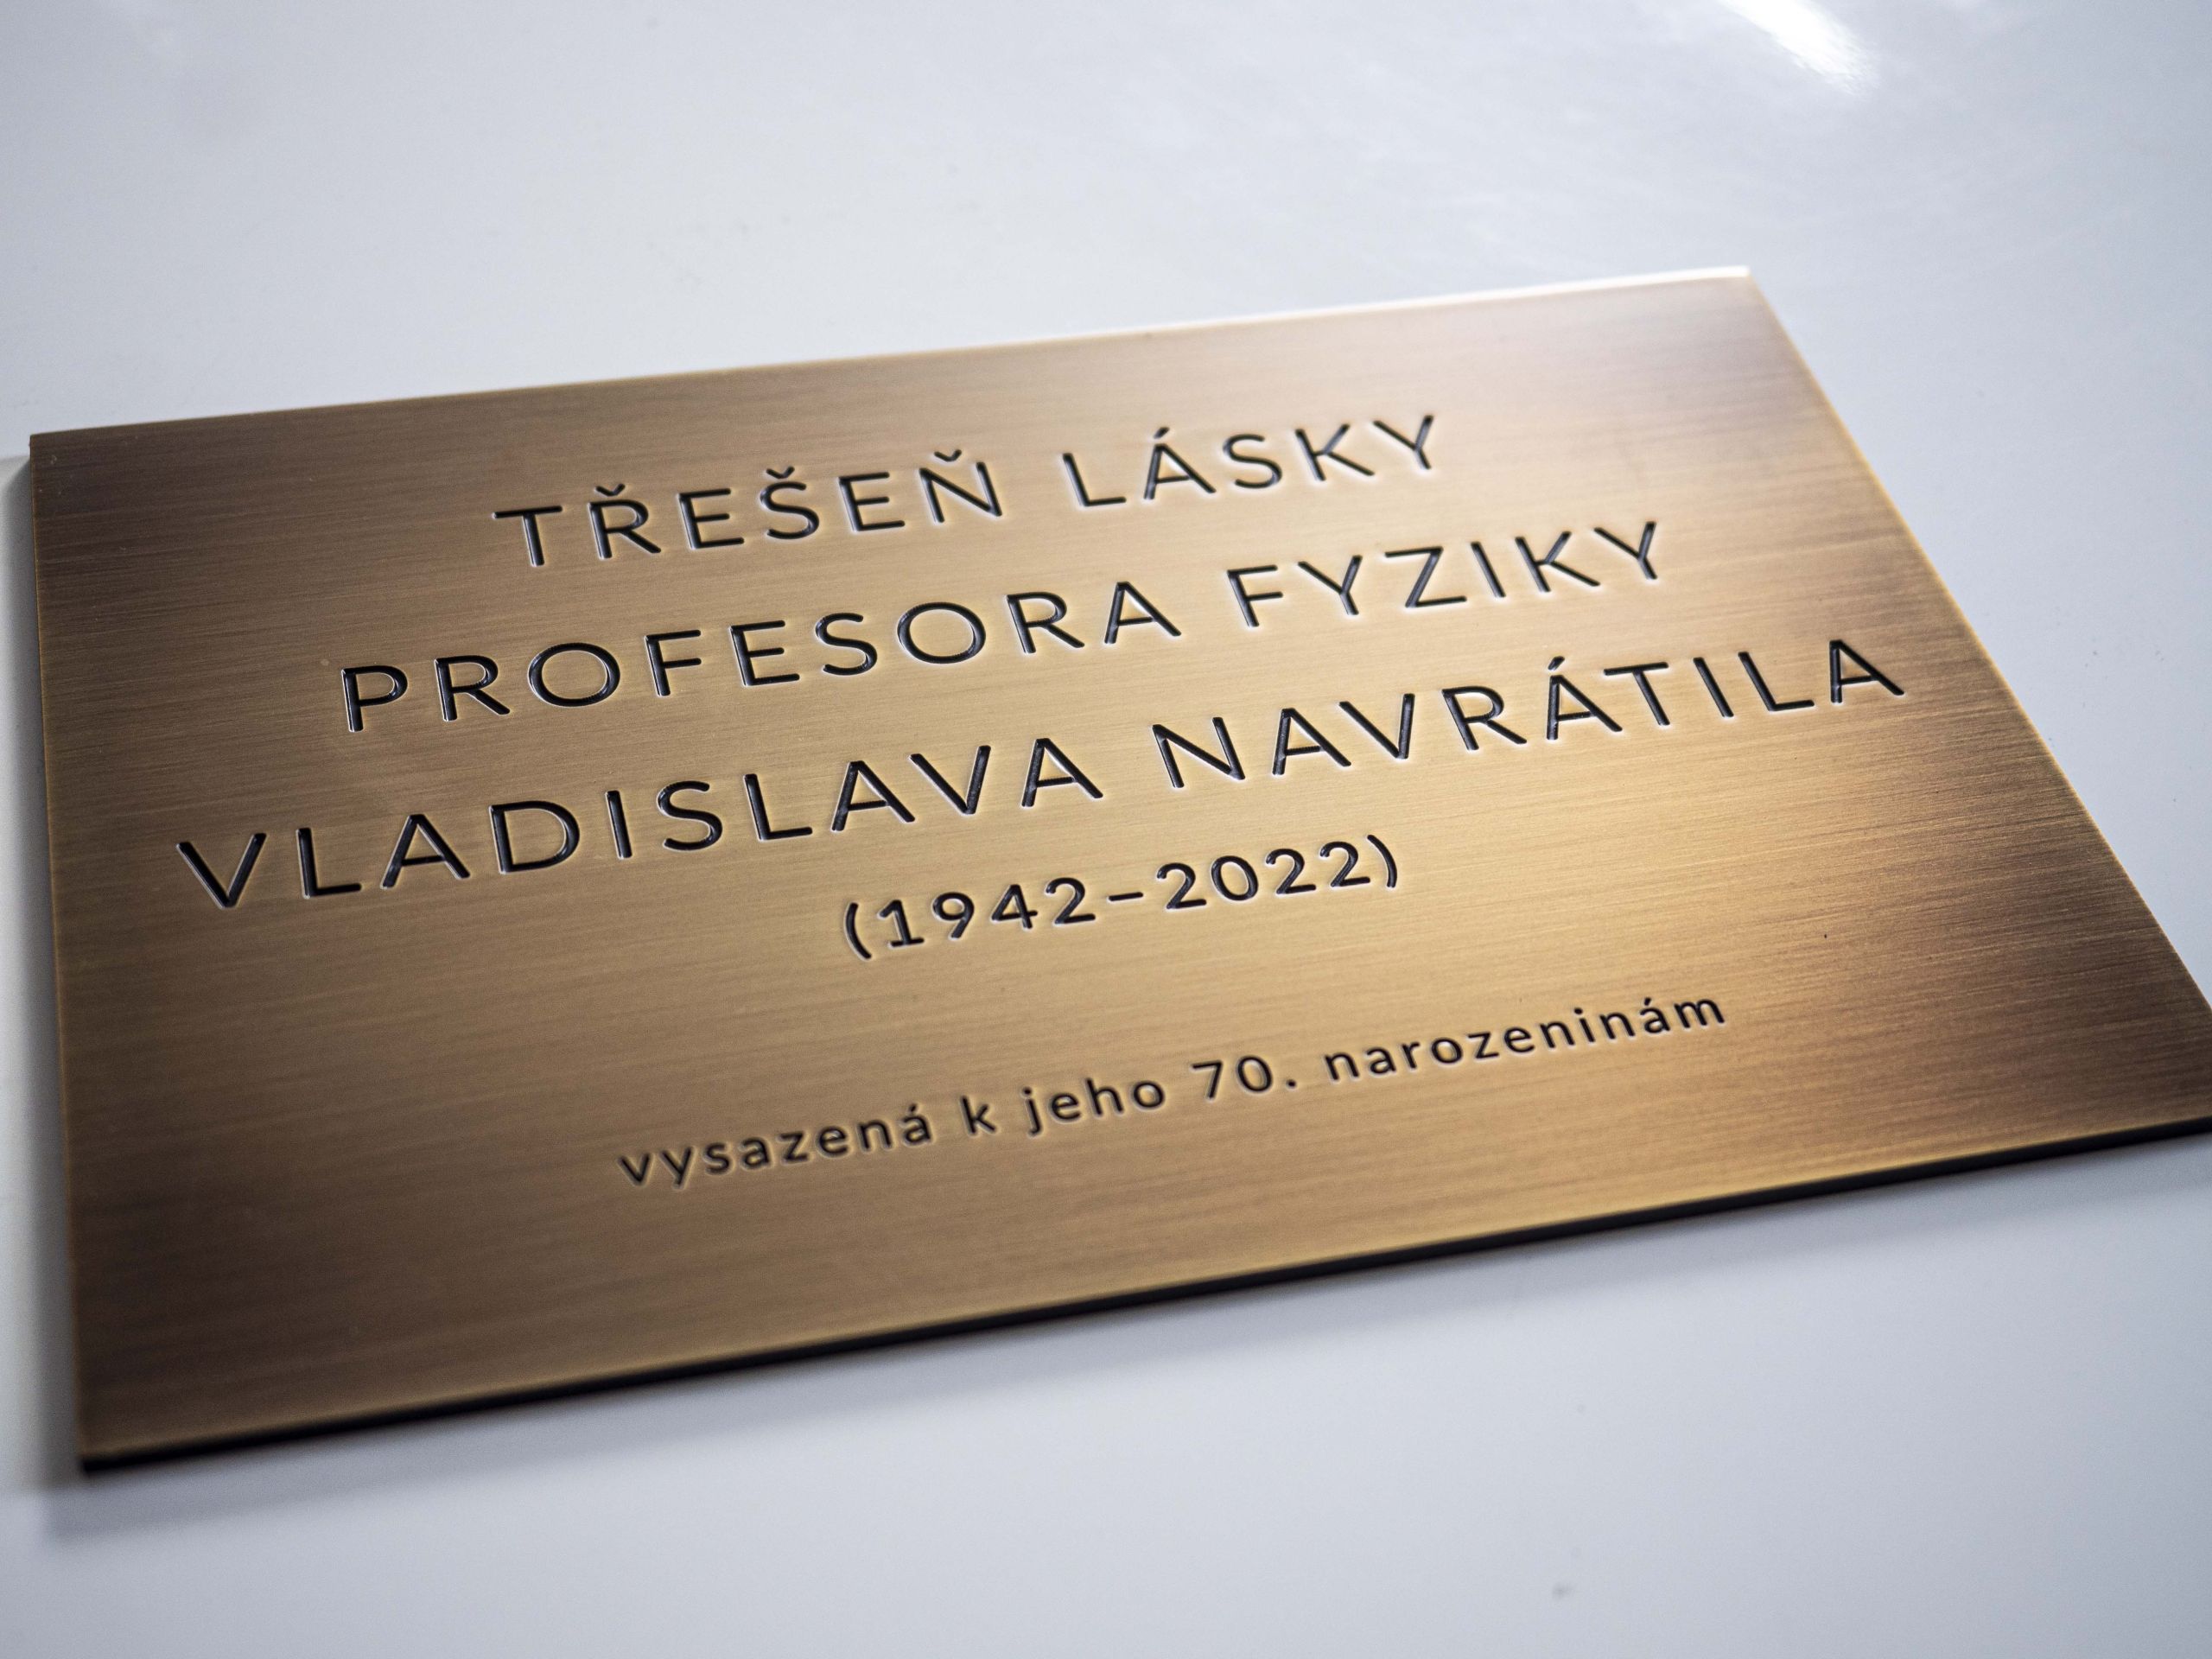 TŘEŠEŇ LÁSKY
PROFESORA FYZIKY
VLADISLAVA NAVRÁTILA
(1942–2022)
vysazená k jeho 70. narozeninám